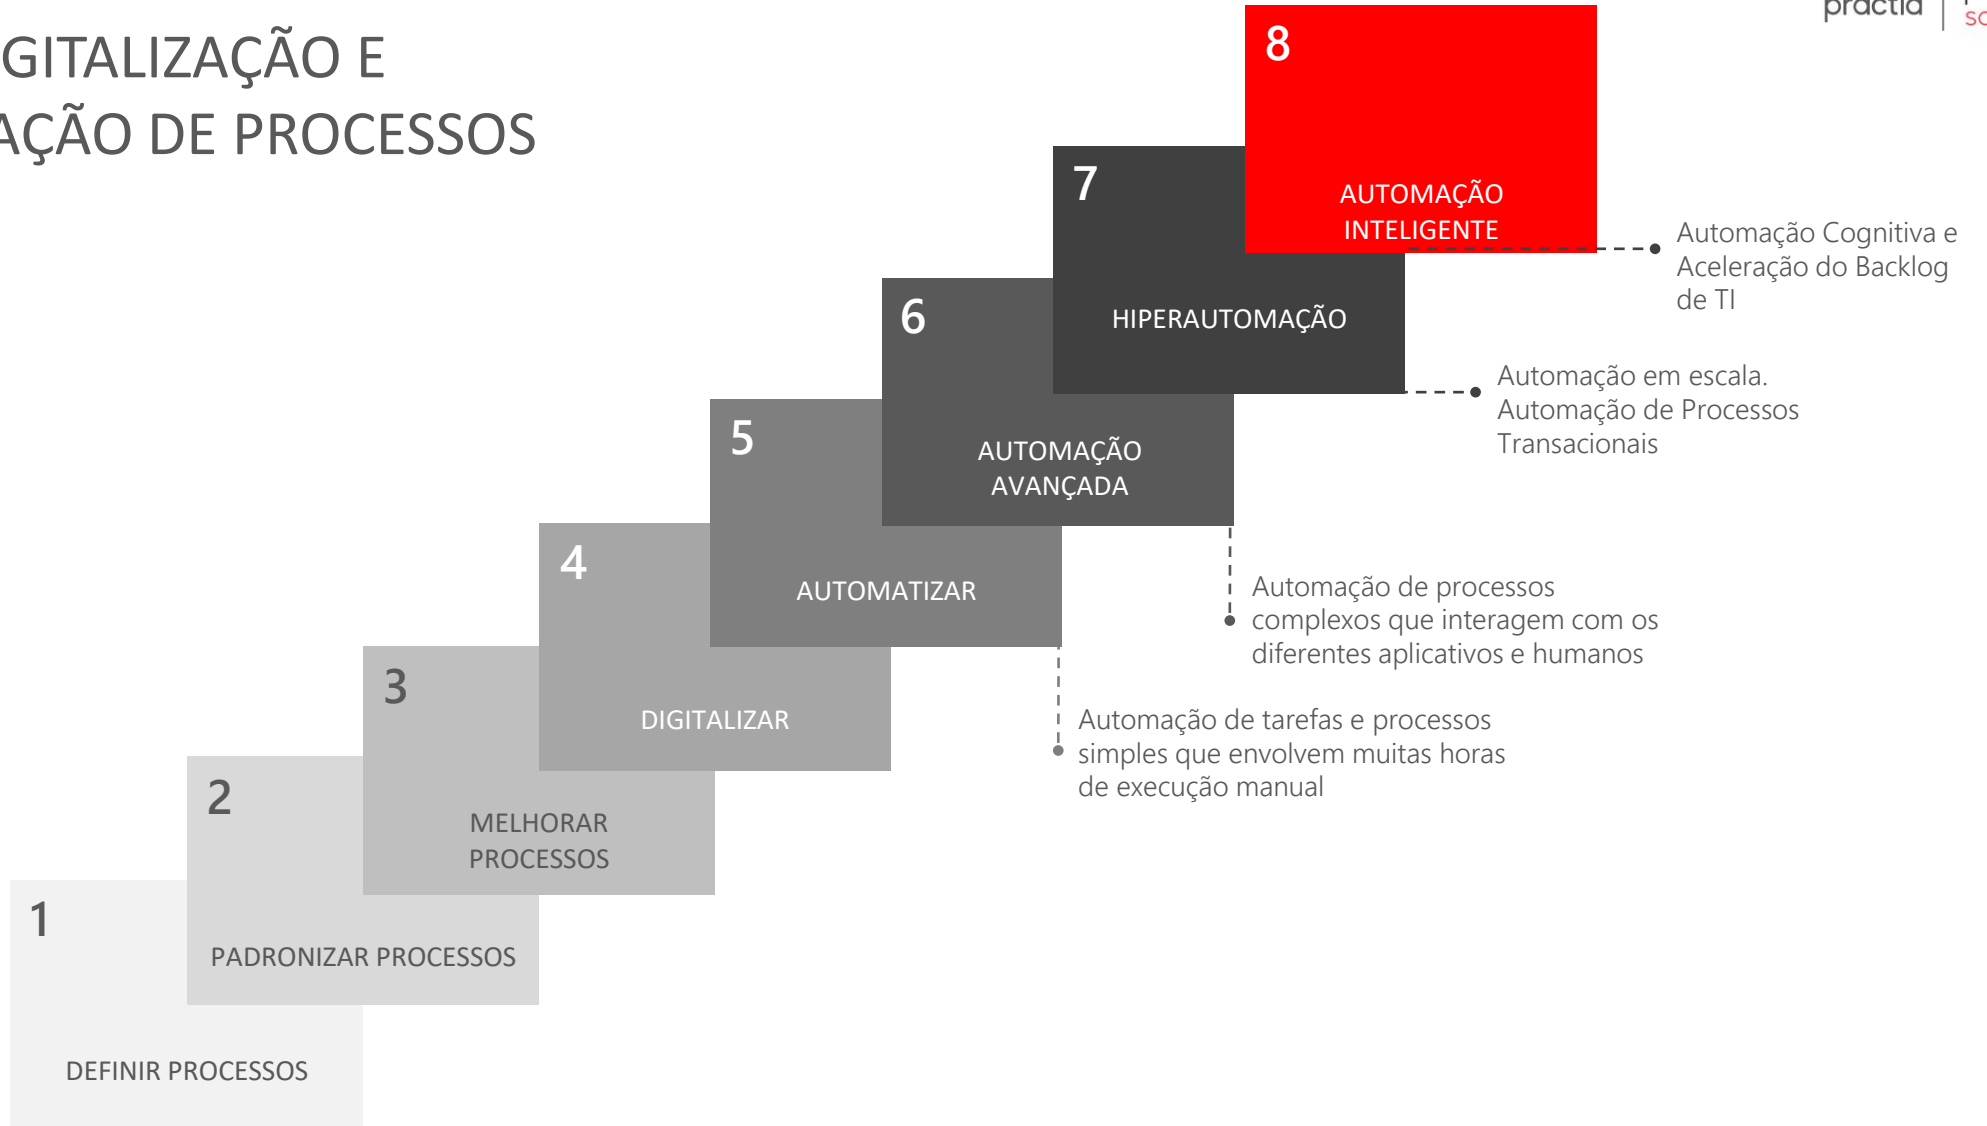 GITALIZAÇÃO E
AÇÃO DE PROCESSOS
practia
8
AUTOMAÇÃO
INTELIGENTE
Automação Cognitiva e
Aceleração do Backlog
de TI
7
HIPERAUTOMAÇÃO
Automação em escala.
Automação de Processos
Transacionais
6
AUTOMAÇÃO
AVANÇADA
Automação de processos
complexos que interagem com os
diferentes aplicativos e humanos
5
AUTOMATIZAR
Automação de tarefas e processos
simples que envolvem muitas horas
de execução manual
4
DIGITALIZAR
3
MELHORAR
PROCESSOS
2
PADRONIZAR PROCESSOS
1
DEFINIR PROCESSOS